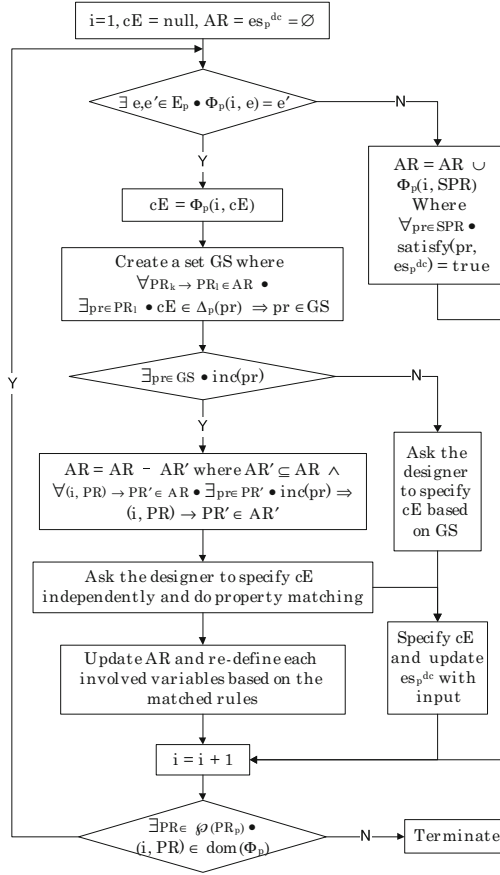 i=1, cE = null, AR = es_p^dc = ∅
∃ e,e′∈ E_p • Φ_p(i, e) = e′
N
Y
AR = AR ∪
Φ_p(i, SPR)
Where
∀pr∈SPR •
satisfy(pr,
es_p^dc) = true
cE = Φ_p(i, cE)
Create a set GS where
∀PR_k → PR_l ∈ AR •
∃pr∈PR_l • cE ∈ Δ_p(pr) ⇒ pr ∈ GS
Y
∃pr∈ GS • inc(pr)
N
Y
AR = AR − AR′ where AR′ ⊆ AR ∧
∀(i, PR) → PR′ ∈ AR • ∃pr∈ PR′ • inc(pr) ⇒
(i, PR) → PR′ ∈ AR′
Ask the
designer
to specify
cE based
on GS
Ask the designer to specify cE
independently and do property matching
Update AR and re-define each
involved variables based on the
matched rules
Specify cE
and update
es_p^dc with
input
i = i + 1
∃PR∈ ℘(PR_p) •
(i, PR) ∈ dom(Φ_p)
N
Terminate